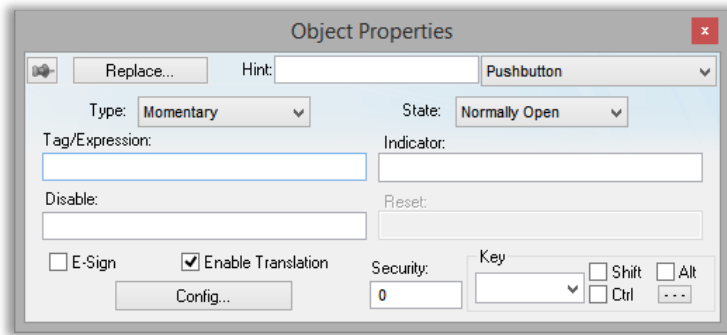 Object Properties
x
Replace... Hint: Pushbutton
Type: Momentary State: Normally Open
Tag/Expression: Indicator:
Disable: Reset:
E-Sign Enable Translation Security: Key Shift Alt
Config... 0 Ctrl ...